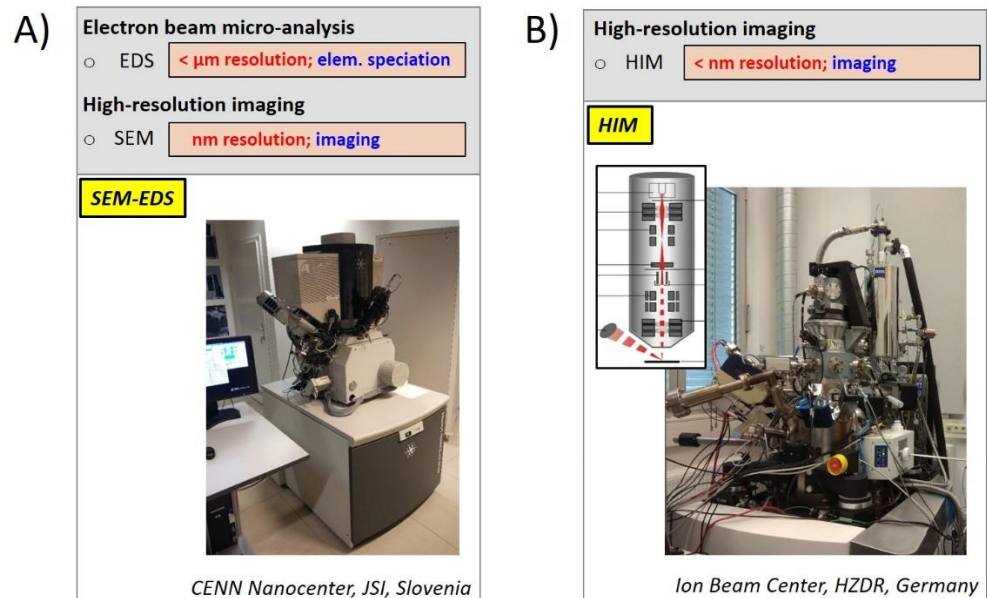 A)
Electron beam micro-analysis
○ EDS < µm resolution; elem. speciation
High-resolution imaging
○ SEM nm resolution; imaging
SEM-EDS
CENN Nanocenter, JSI, Slovenia
B)
High-resolution imaging
○ HIM < nm resolution; imaging
HIM
ZEISS
Ion Beam Center, HZDR, Germany